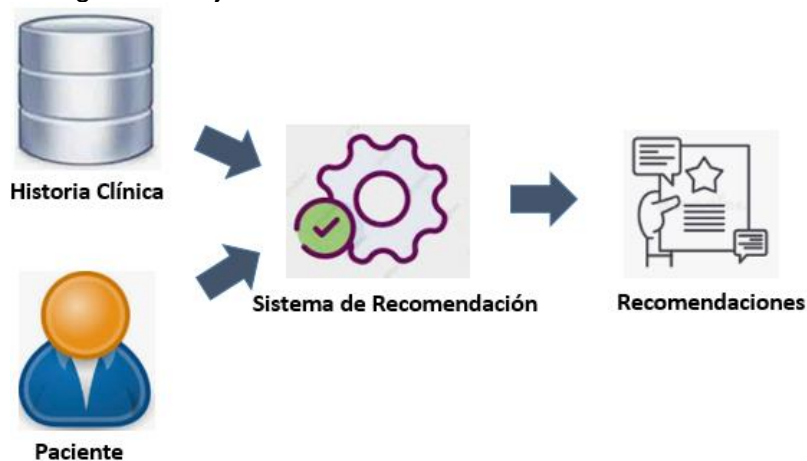 Historia Clínica
Sistema de Recomendación
Recomendaciones
Paciente